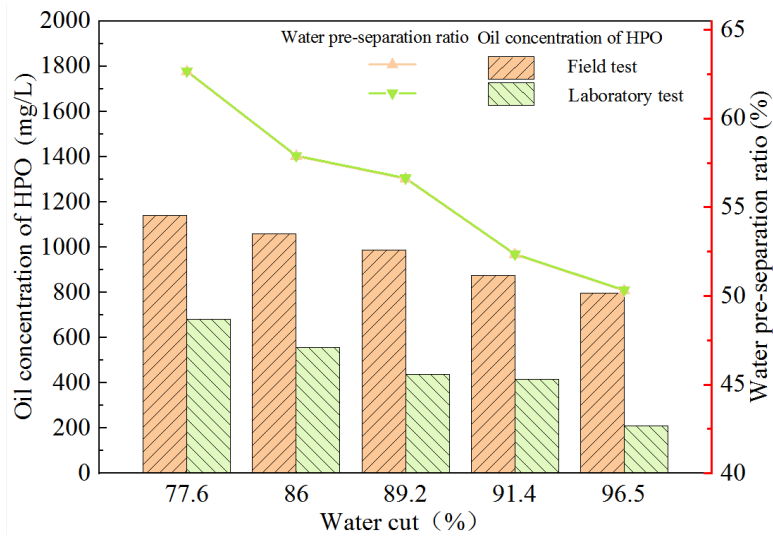 Oil concentration of HPO (mg/L)
2000
1800
1600
1400
1200
1000
800
600
400
200
0
Water pre-separation ratio Oil concentration of HPO
Field test
Laboratory test
65
60
55
50
45
40
Water pre-separation ratio (%)
77.6 86 89.2 91.4 96.5
Water cut（%）